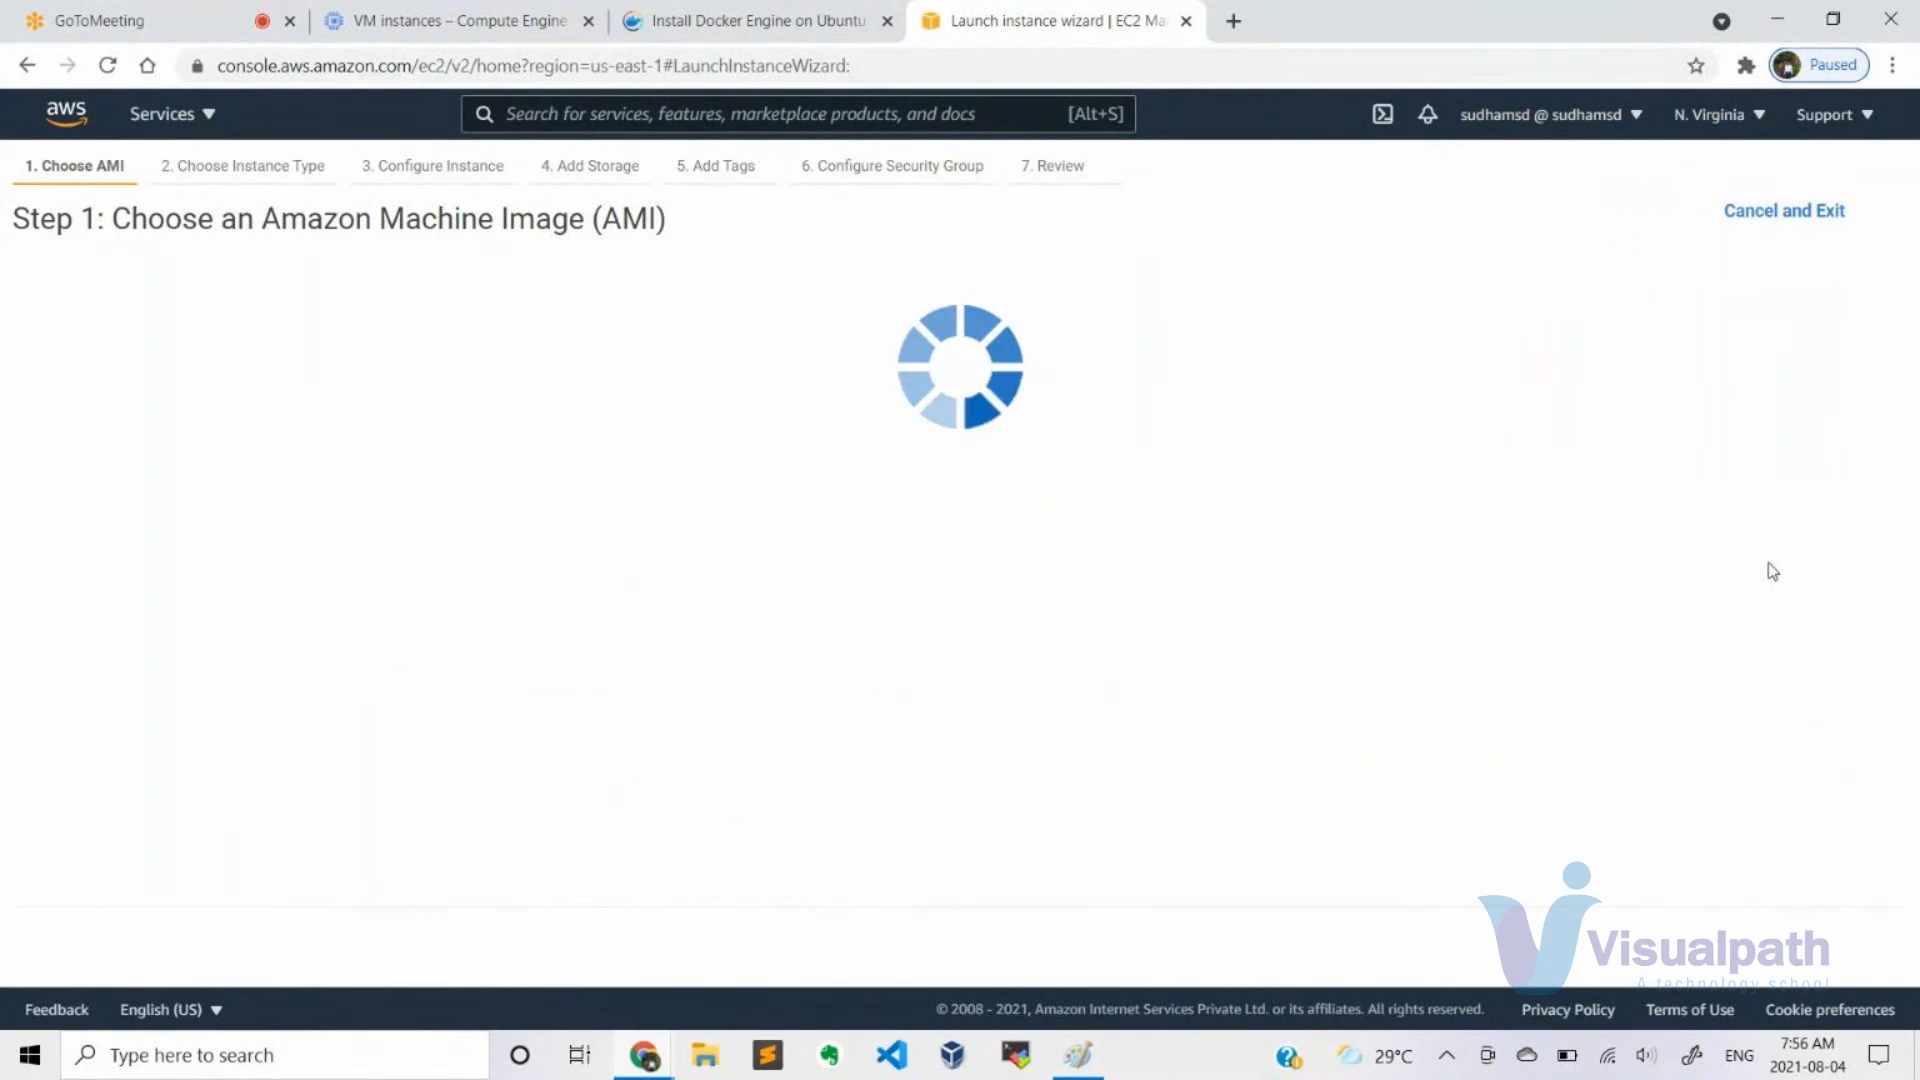 GoToMeeting
VM instances – Compute Engine
Install Docker Engine on Ubuntu
Launch instance wizard | EC2 Ma
console.aws.amazon.com/ec2/v2/home?region=us-east-1#LaunchInstanceWizard:
Paused
aws
Services
Search for services, features, marketplace products, and docs
[Alt+S]
sudhamsd @ sudhamsd
N. Virginia
Support
1. Choose AMI
2. Choose Instance Type
3. Configure Instance
4. Add Storage
5. Add Tags
6. Configure Security Group
7. Review
Step 1: Choose an Amazon Machine Image (AMI)
Cancel and Exit
Visualpath
A technology school
Feedback
English (US)
© 2008 - 2021, Amazon Internet Services Private Ltd. or its affiliates. All rights reserved.
Privacy Policy
Terms of Use
Cookie preferences
Type here to search
29°C
ENG
7:56 AM
2021-08-04